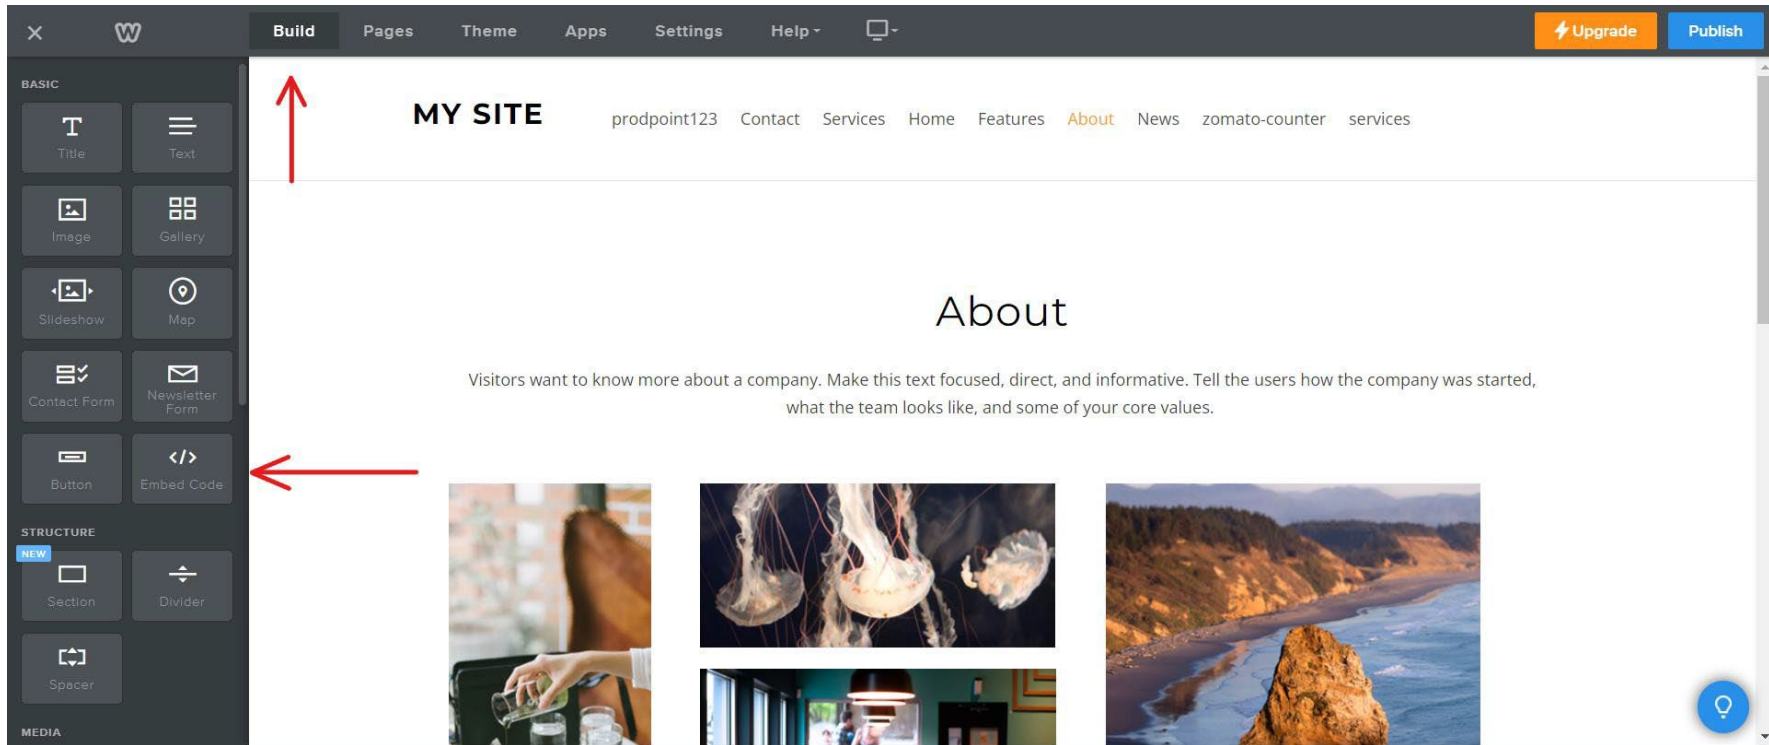 Build Pages Theme Apps Settings Help Upgrade Publish
BASIC
Title Text
Image Gallery
Slideshow Map
Contact Form Newsletter
Form
Button Embed Code
STRUCTURE
NEW
Section Divider
Spacer
MEDIA
MY SITE prodpoint123 Contact Services Home Features About News zomato-counter services
About
Visitors want to know more about a company. Make this text focused, direct, and informative. Tell the users how the company was started,
what the team looks like, and some of your core values.